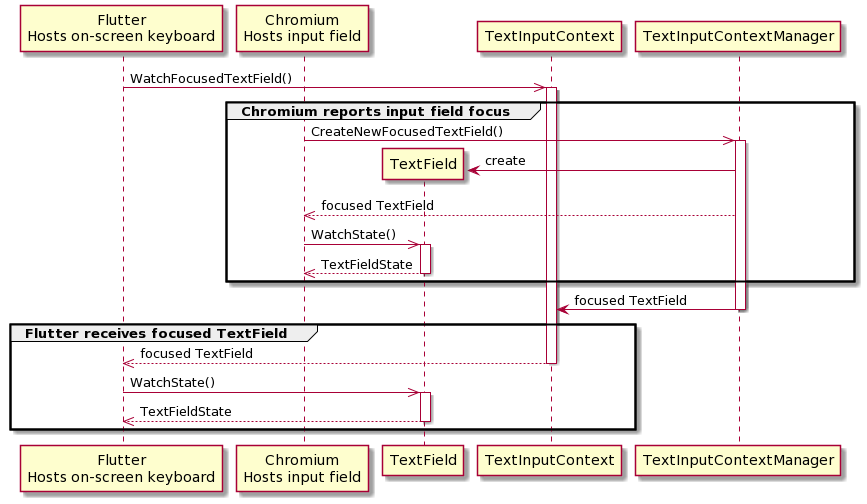 Flutter
Hosts on-screen keyboard
Chromium
Hosts input field
TextInputContext
TextInputContextManager
WatchFocusedTextField()
Chromium reports input field focus
CreateNewFocusedTextField()
TextField
create
focused TextField
WatchState()
TextFieldState
focused TextField
Flutter receives focused TextField
focused TextField
WatchState()
TextFieldState
Flutter
Hosts on-screen keyboard
Chromium
Hosts input field
TextField
TextInputContext
TextInputContextManager